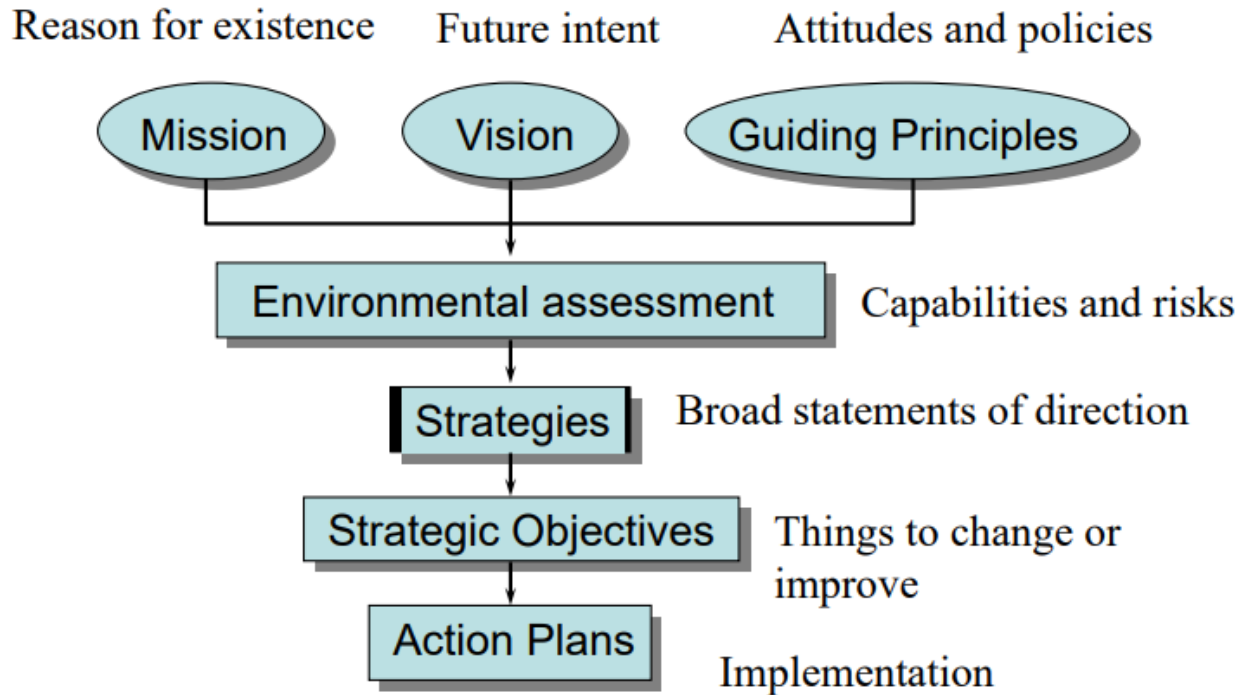 Reason for existence
Future intent
Attitudes and policies
Mission
Vision
Guiding Principles
Environmental assessment
Capabilities and risks
Strategies
Broad statements of direction
Strategic Objectives
Things to change or
improve
Action Plans
Implementation